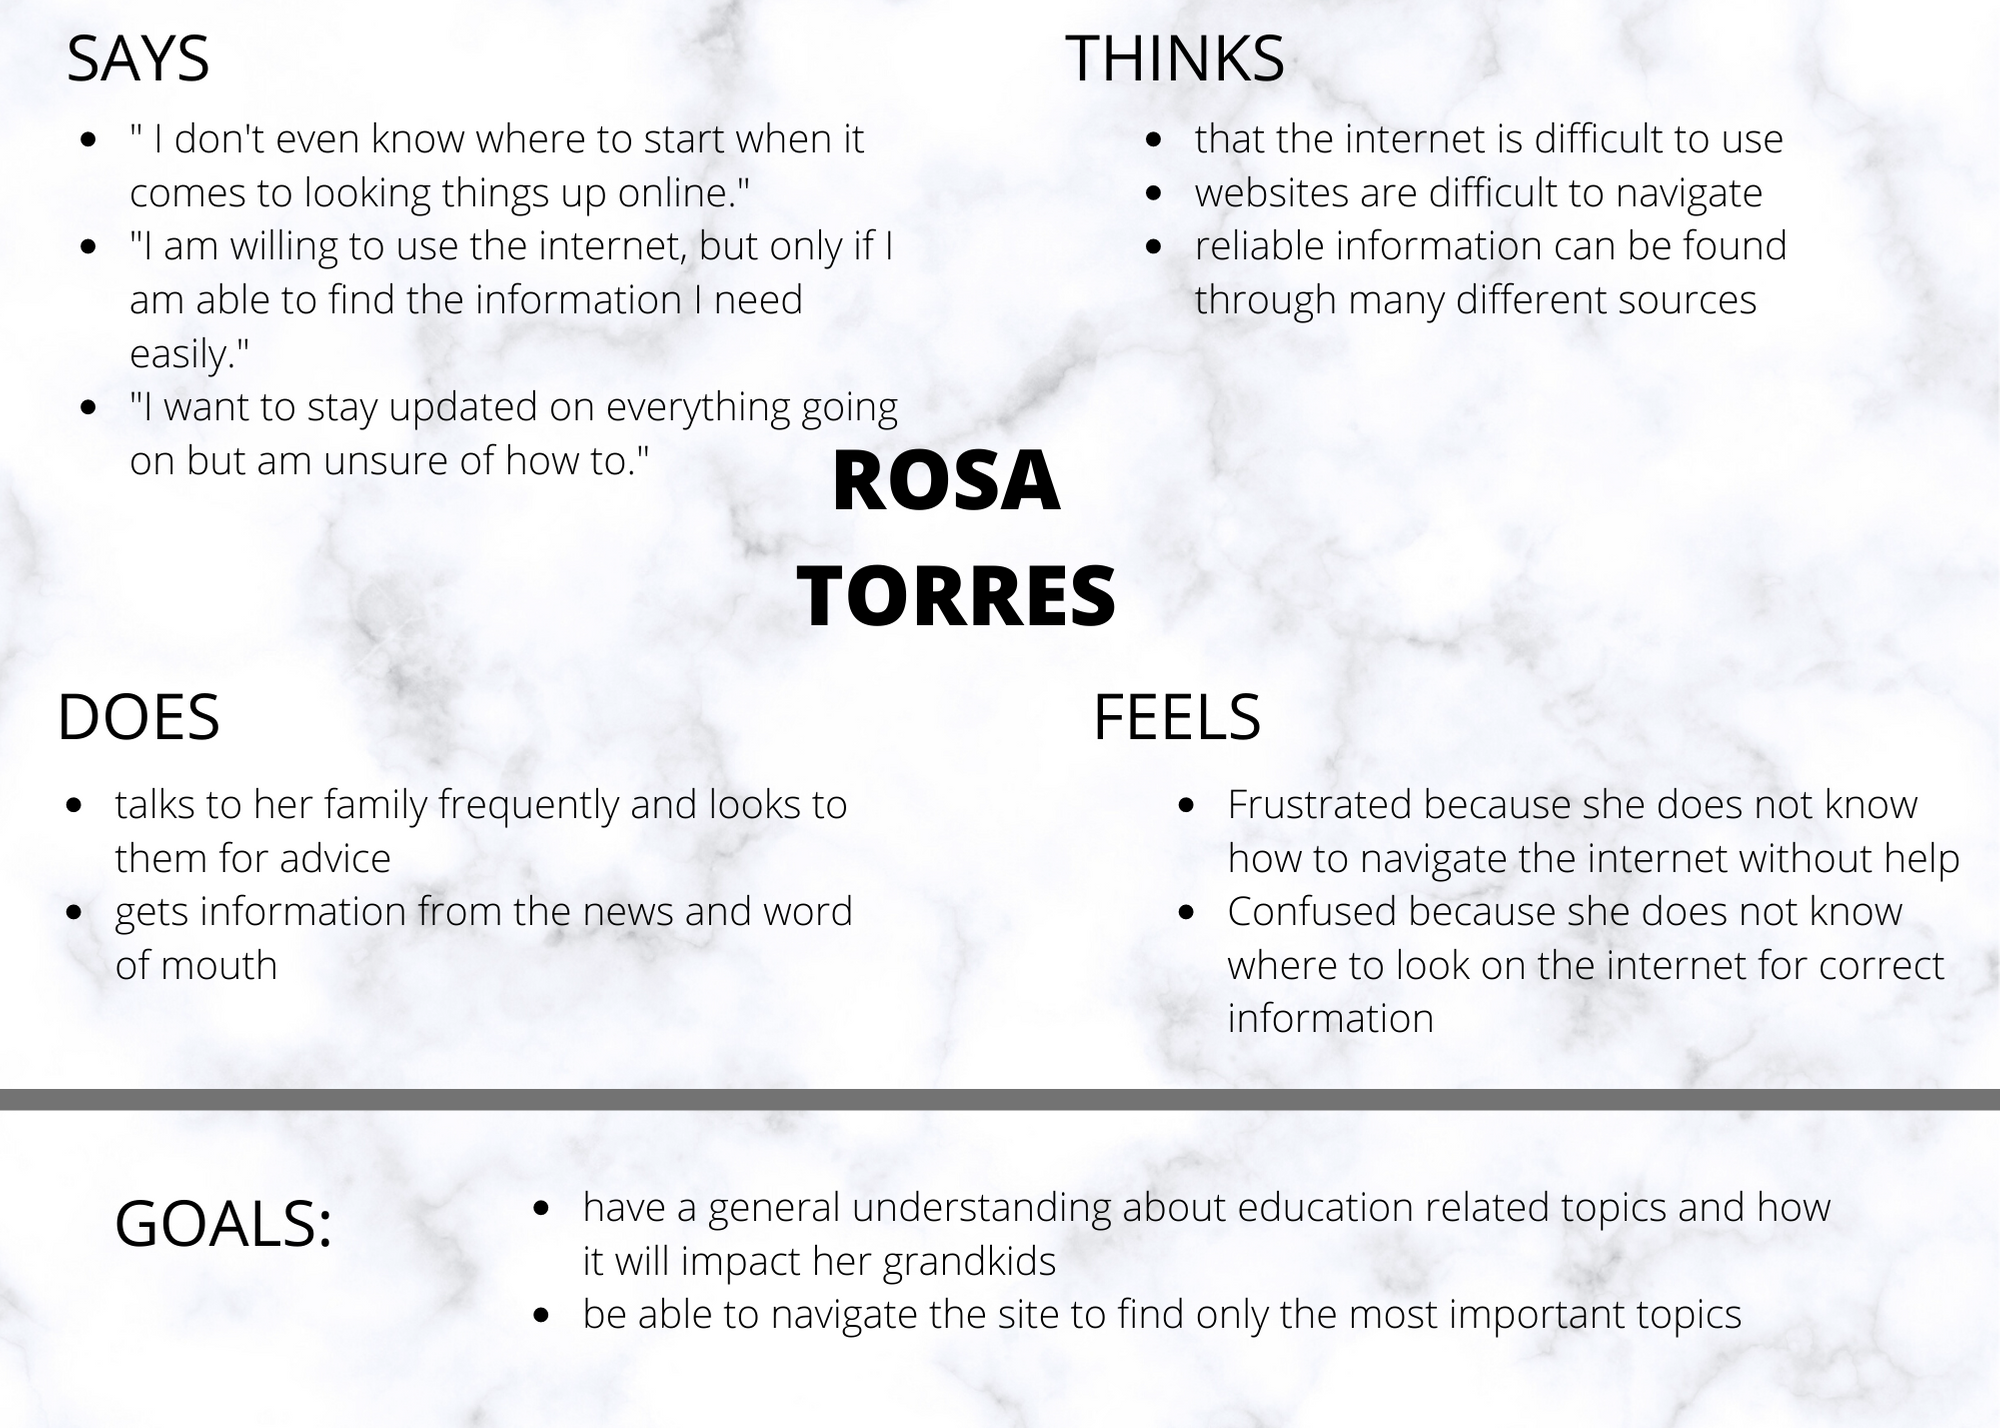 SAYS
" I don't even know where to start when it
comes to looking things up online."
"I am willing to use the internet, but only if I
am able to find the information I need
easily."
"I want to stay updated on everything going
on but am unsure of how to."
THINKS
that the internet is difficult to use
websites are difficult to navigate
reliable information can be found
through many different sources
ROSA
TORRES
DOES
talks to her family frequently and looks to
them for advice
gets information from the news and word
of mouth
FEELS
Frustrated because she does not know
how to navigate the internet without help
Confused because she does not know
where to look on the internet for correct
information
GOALS:
have a general understanding about education related topics and how
it will impact her grandkids
be able to navigate the site to find only the most important topics